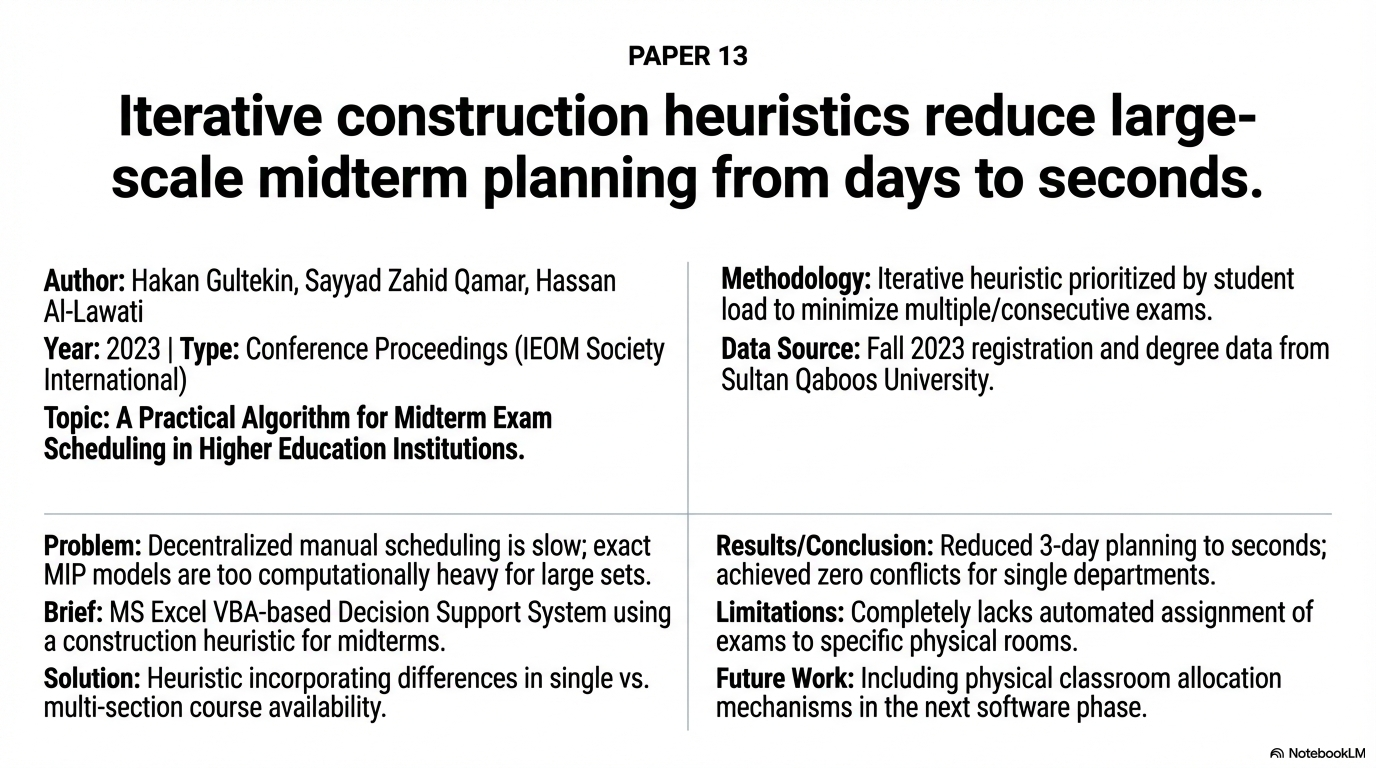 PAPER 13
Iterative construction heuristics reduce large-
scale midterm planning from days to seconds.
Author: Hakan Gultekin, Sayyad Zahid Qamar, Hassan
Al-Lawati
Year: 2023 | Type: Conference Proceedings (IEOM Society
International)
Topic: A Practical Algorithm for Midterm Exam
Scheduling in Higher Education Institutions.
Methodology: Iterative heuristic prioritized by student
load to minimize multiple/consecutive exams.
Data Source: Fall 2023 registration and degree data from
Sultan Qaboos University.
Problem: Decentralized manual scheduling is slow; exact
MIP models are too computationally heavy for large sets.
Brief: MS Excel VBA-based Decision Support System using
a construction heuristic for midterms.
Solution: Heuristic incorporating differences in single vs.
multi-section course availability.
Results/Conclusion: Reduced 3-day planning to seconds;
achieved zero conflicts for single departments.
Limitations: Completely lacks automated assignment of
exams to specific physical rooms.
Future Work: Including physical classroom allocation
mechanisms in the next software phase.
NotebookLM